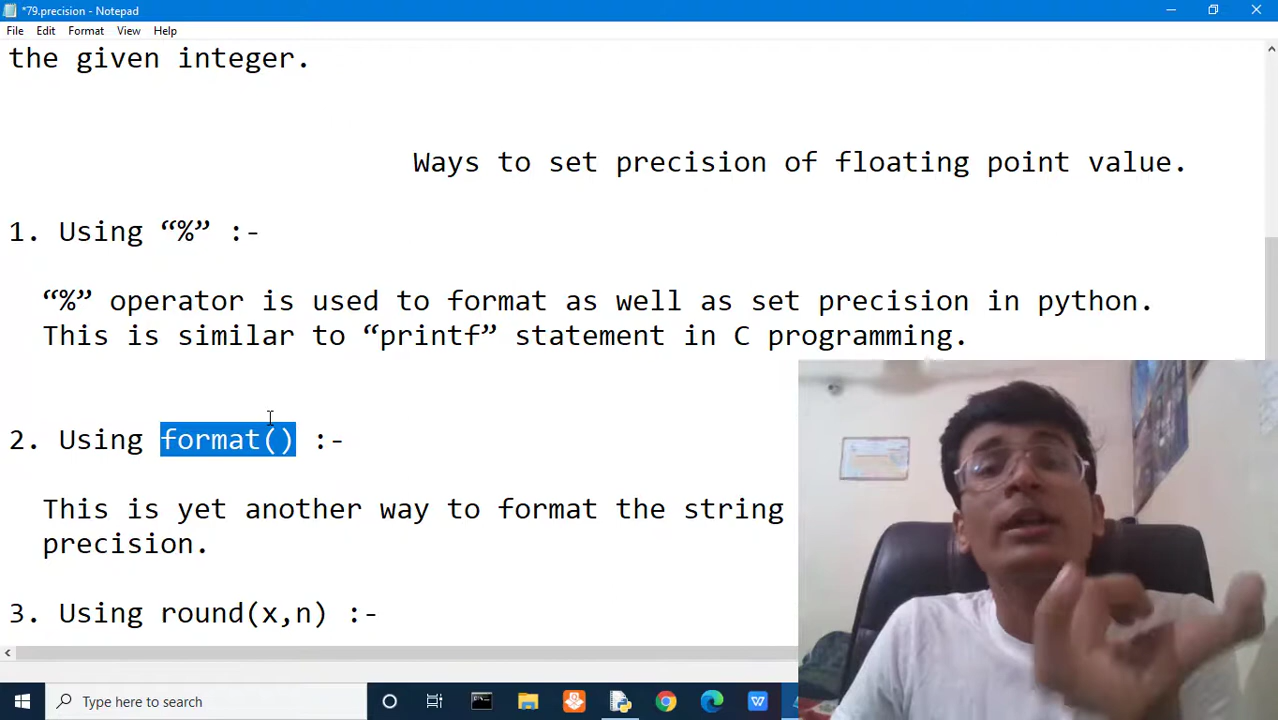 *79.precision - Notepad
File Edit Format View Help
the given integer.
Ways to set precision of floating point value.
1. Using “%” :-
“%” operator is used to format as well as set precision in python.
This is similar to “printf” statement in C programming.
2. Using format() :-
This is yet another way to format the string
precision.
3. Using round(x,n) :-
Type here to search